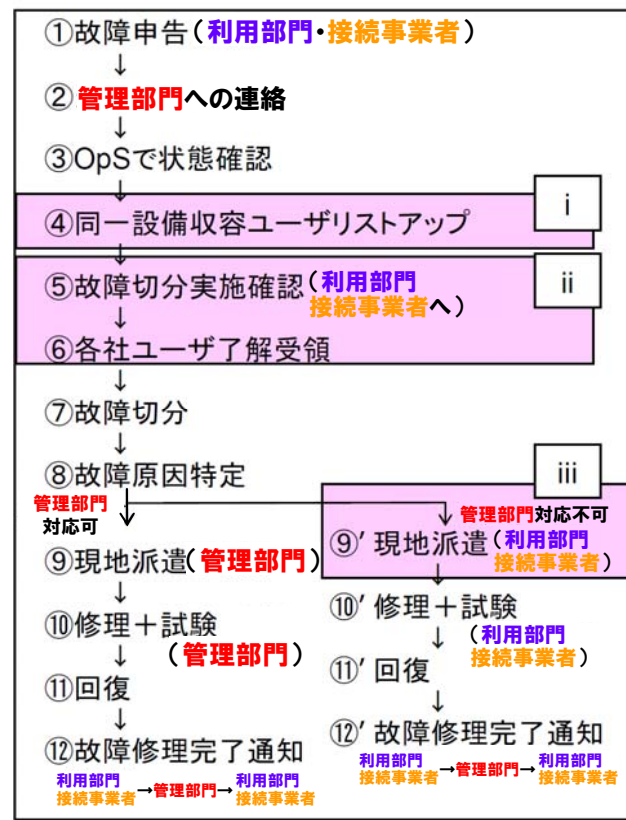 ①故障申告(利用部門・接続事業者)
↓
②管理部門への連絡
↓
③OpSで状態確認
↓
i
④同一設備収容ユーザリストアップ
↓
ii
⑤故障切分実施確認(利用部門
接続事業者へ)
↓
⑥各社ユーザ了解受領
↓
⑦故障切分
↓
⑧故障原因特定
iii
管理部門
対応可
↓
⑨現地派遣(管理部門)
↓
⑩修理+試験
(管理部門)
↓
⑪回復
↓
⑫故障修理完了通知
利用部門
接続事業者→管理部門→利用部門
接続事業者
管理部門対応不可
↓
⑨’現地派遣(利用部門
接続事業者)
↓
⑩’修理+試験
(利用部門
接続事業者)
↓
⑪’回復
↓
⑫’故障修理完了通知
利用部門
接続事業者→管理部門→利用部門
接続事業者